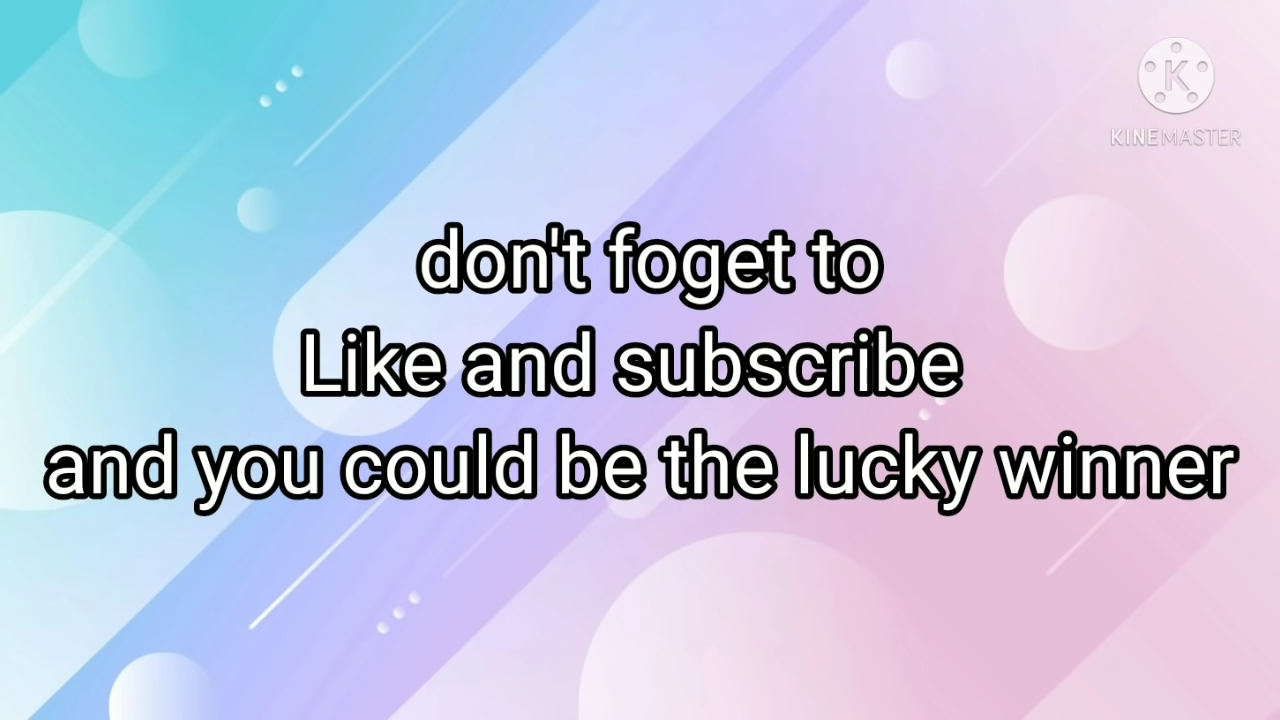 K
KINEMASTER
don't foget to
Like and subscribe
and you could be the lucky winner